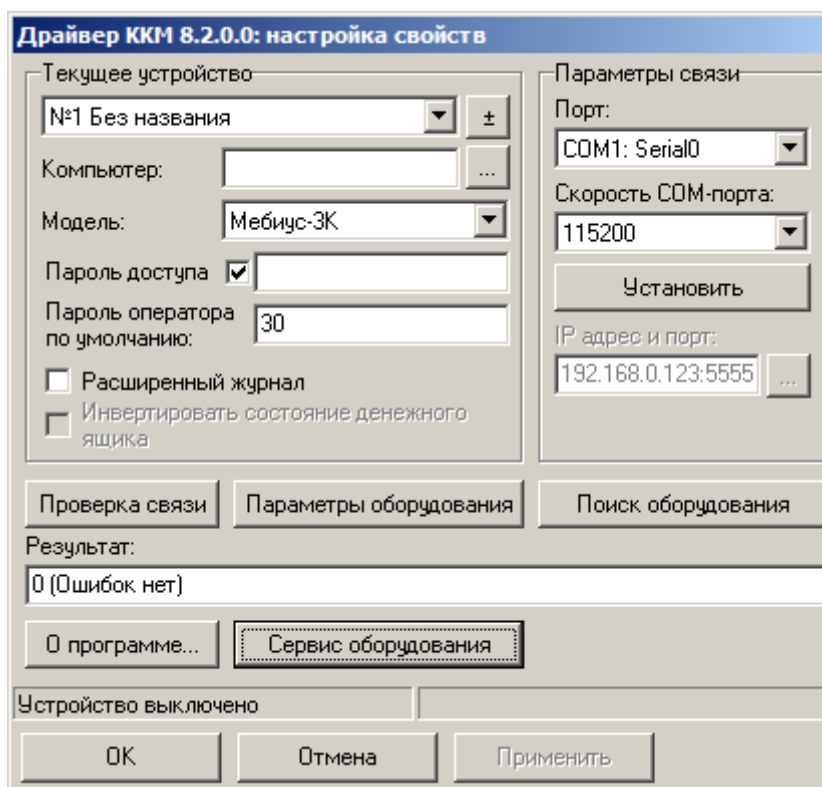 Драйвер ККМ 8.2.0.0: настройка свойств
Текущее устройство
№1 Без названия
±
Компьютер:
...
Модель:
Мебиус-3К
Пароль доступа
Пароль оператора
по умолчанию:
30
Расширенный журнал
Инвертировать состояние денежного
ящика
Параметры связи
Порт:
COM1: Serial0
Скорость COM-порта:
115200
Установить
IP адрес и порт:
192.168.0.123:5555
...
Проверка связи
Параметры оборудования
Поиск оборудования
Результат:
0 (Ошибок нет)
О программе...
Сервис оборудования
Устройство выключено
ОК
Отмена
Применить